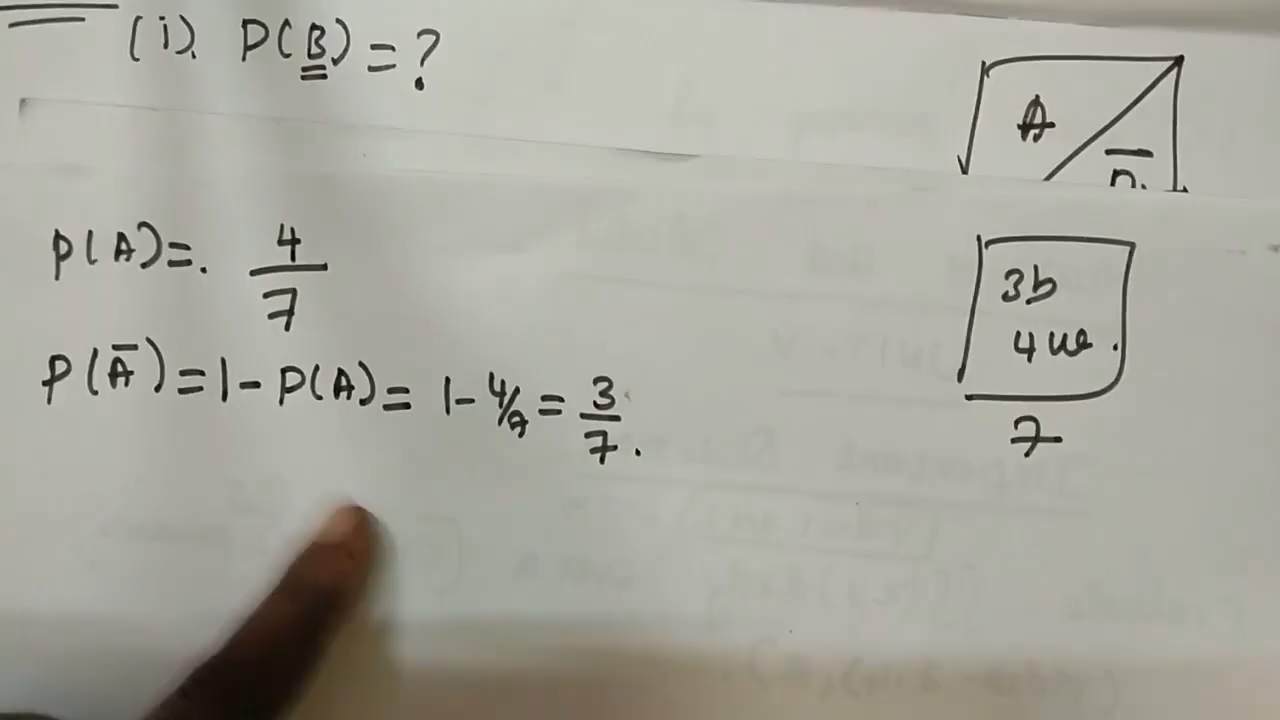 (i). P(B) = ?
A
P(A) =. 4/7
3b
4w.
P(A̅) = 1 - P(A) = 1 - 4/7 = 3/7.
7